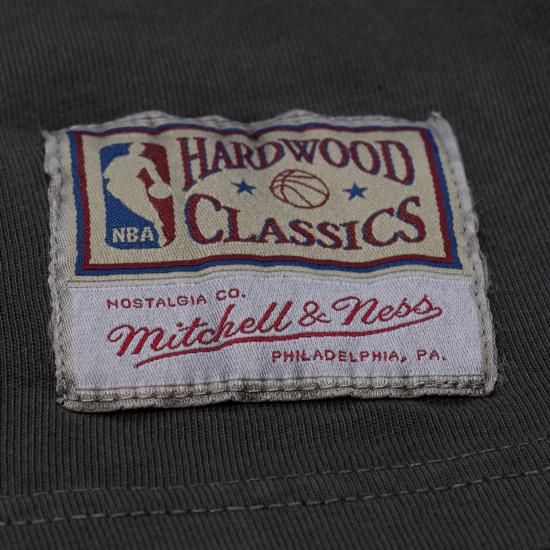 HARDWOOD
CLASSICS
NBA
NOSTALGIA CO.
Mitchell & Ness
PHILADELPHIA, PA.